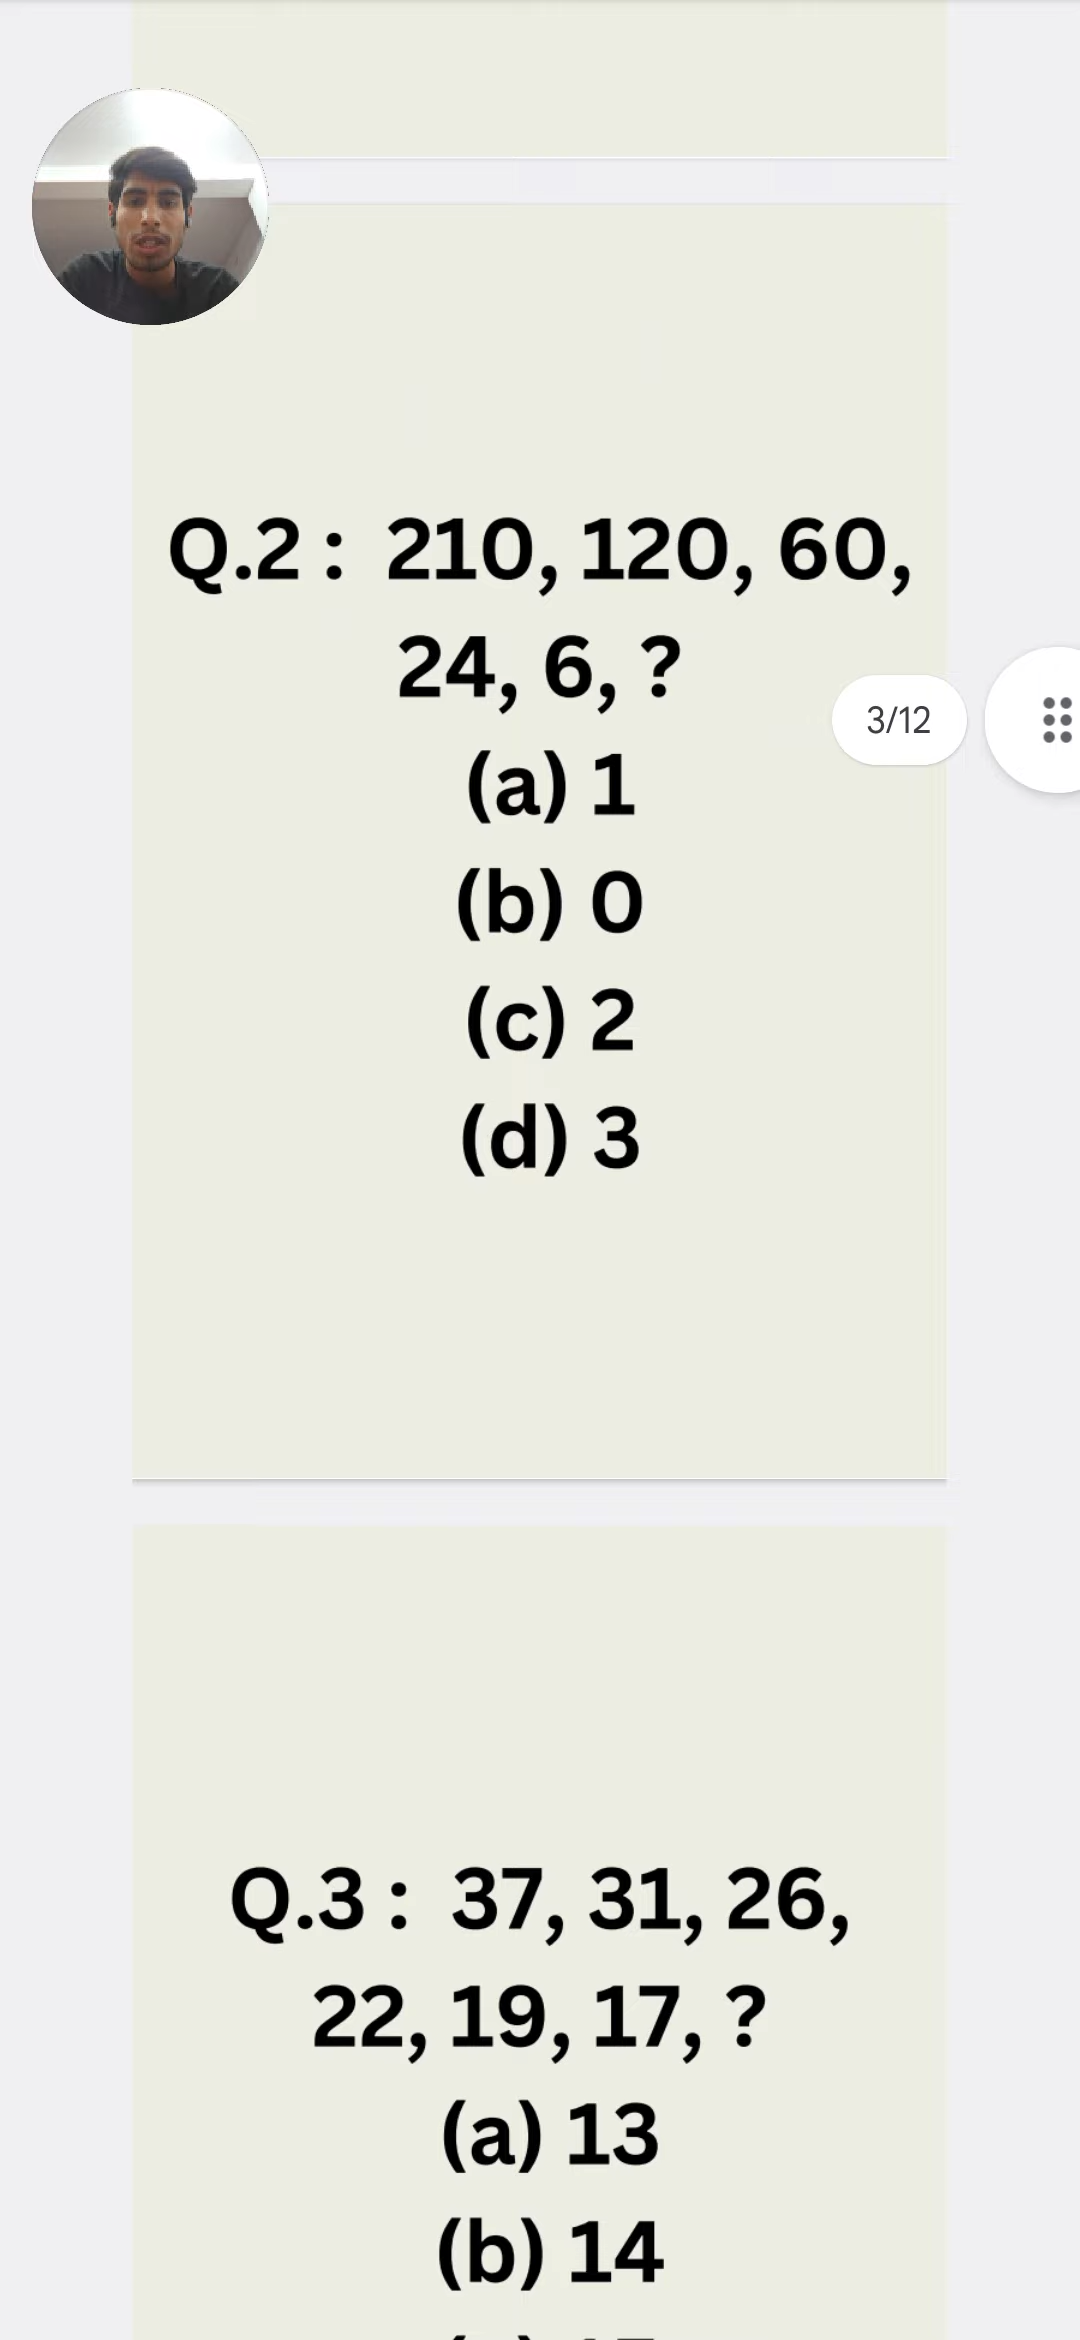 Q.2 : 210, 120, 60,
24, 6, ?
(a) 1
(b) 0
(c) 2
(d) 3
3/12
Q.3 : 37, 31, 26,
22, 19, 17, ?
(a) 13
(b) 14